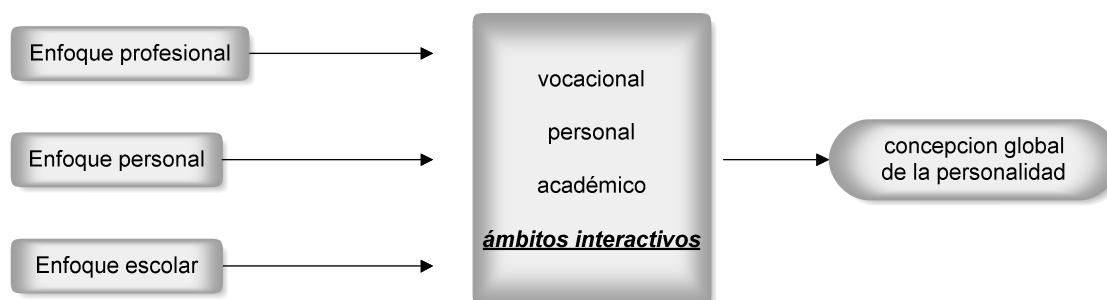 Enfoque profesional
Enfoque personal
Enfoque escolar
vocacional
personal
académico
ámbitos interactivos
concepcion global
de la personalidad